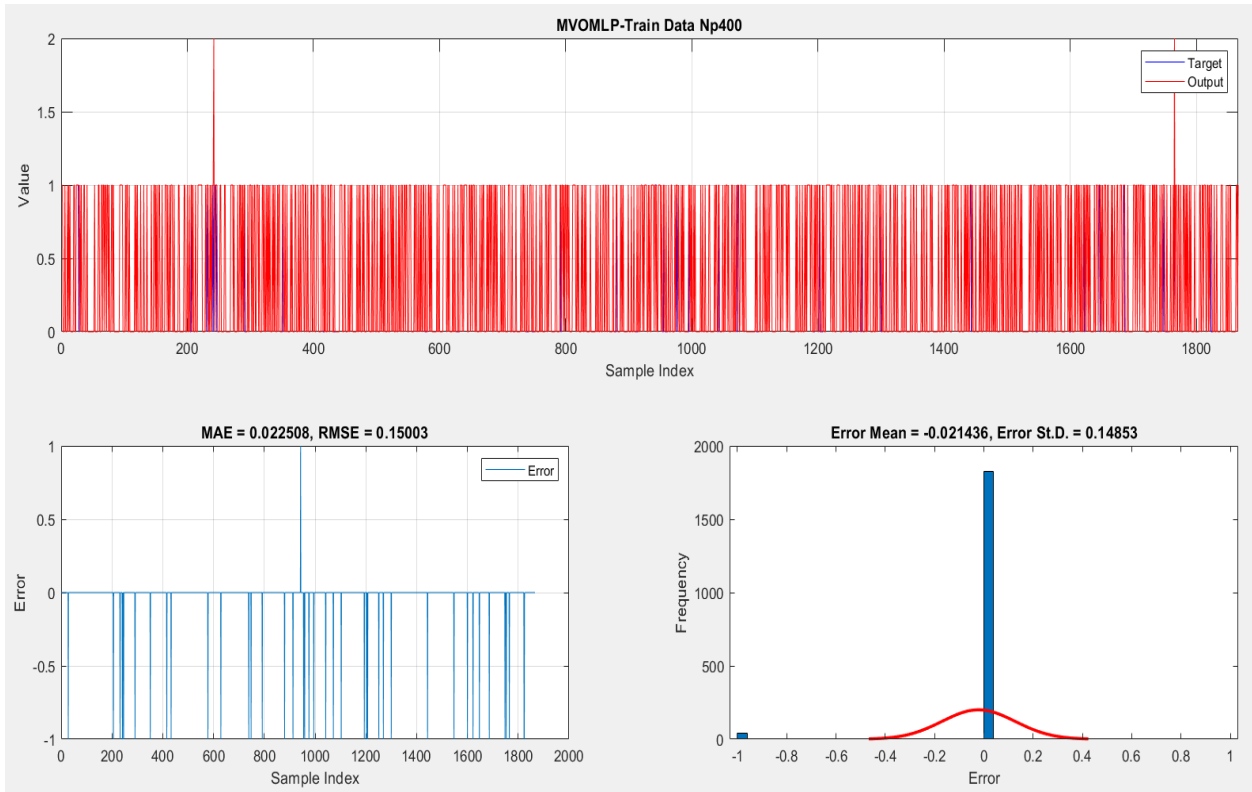 MVOMLP-Train Data Np400
2
1.5
1
0.5
0
Value
Target
Output
0 200 400 600 800 1000 1200 1400 1600 1800
Sample Index
MAE = 0.022508, RMSE = 0.15003
1
0.5
0
-0.5
-1
Error
Error
0 200 400 600 800 1000 1200 1400 1600 1800 2000
Sample Index
Error Mean = -0.021436, Error St.D. = 0.14853
2000
1500
1000
500
0
Frequency
-1 -0.8 -0.6 -0.4 -0.2 0 0.2 0.4 0.6 0.8 1
Error